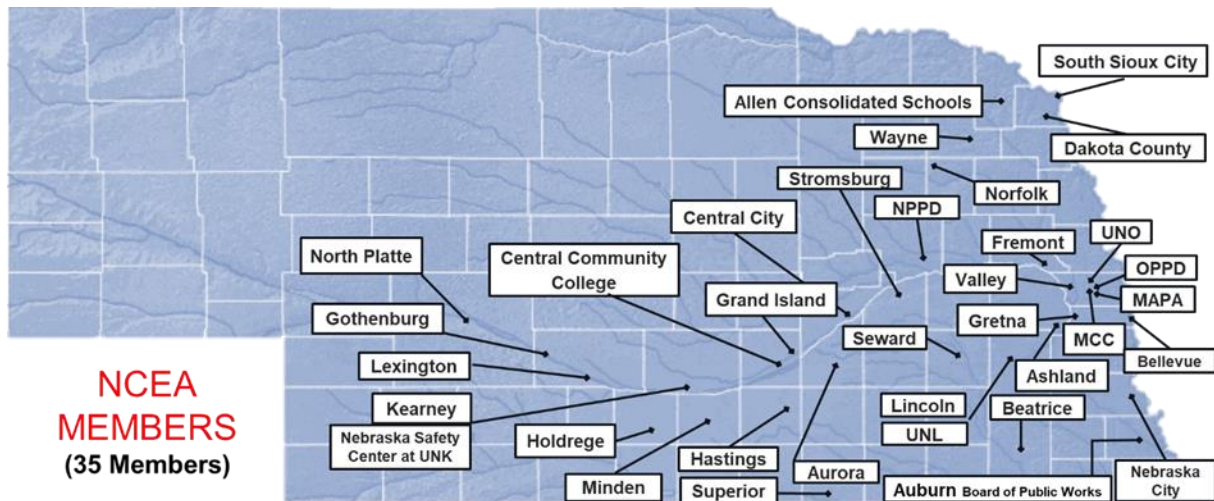 South Sioux City
Allen Consolidated Schools
Wayne
Dakota County
Stromsburg
Norfolk
NPPD
Central City
UNO
Fremont
North Platte
Central Community
College
OPPD
Valley
MAPA
Grand Island
Gothenburg
Gretna
Seward
MCC
Bellevue
Lexington
Ashland
NCEA
MEMBERS
(35 Members)
Kearney
Lincoln
Beatrice
Nebraska Safety
Center at UNK
Holdrege
UNL
Hastings
Aurora
Nebraska
City
Minden
Superior
Auburn Board of Public Works